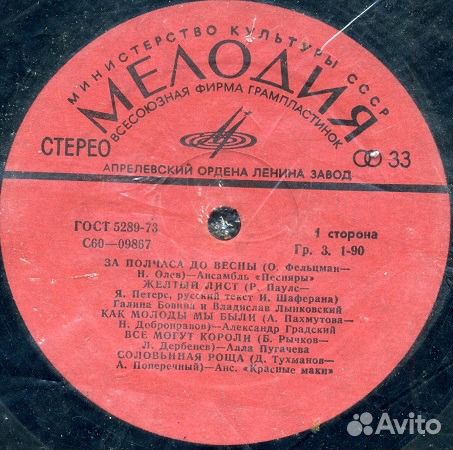 МИНИСТЕРСТВО КУЛЬТУРЫ СССР
МЕЛОДИЯ
ВСЕСОЮЗНАЯ ФИРМА ГРАМПЛАСТИНОК
СТЕРЕО
33
АПРЕЛЕВСКИЙ ОРДЕНА ЛЕНИНА ЗАВОД
ГОСТ 5289-73
С60—09867
1 сторона
Гр. 3. 1-90
ЗА ПОЛЧАСА ДО ВЕСНЫ (О. Фельцман—
Н. Олев)—Ансамбль «Песняры»
ЖЕЛТЫЙ ЛИСТ (Р. Паулс—
Я. Петерс, русский текст И. Шаферана)
Галина Бовина и Владислав Лынковский
КАК МОЛОДЫ МЫ БЫЛИ (А. Пахмутова—
Н. Добронравов)—Александр Градский
ВСЕ МОГУТ КОРОЛИ (Б. Рычков—
Л. Дербенев)—Алла Пугачева
СОЛОВЬИНАЯ РОЩА (Д. Тухманов—
А. Поперечный)—Анс. «Красные маки»
Avito